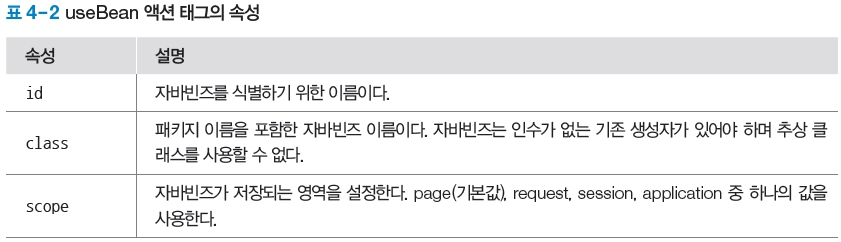 표 4-2 useBean 액션 태그의 속성
속성 설명
id 자바빈즈를 식별하기 위한 이름이다.
class 패키지 이름을 포함한 자바빈즈 이름이다. 자바빈즈는 인수가 없는 기존 생성자가 있어야 하며 추상 클
래스를 사용할 수 없다.
scope 자바빈즈가 저장되는 영역을 설정한다. page(기본값), request, session, application 중 하나의 값을
사용한다.